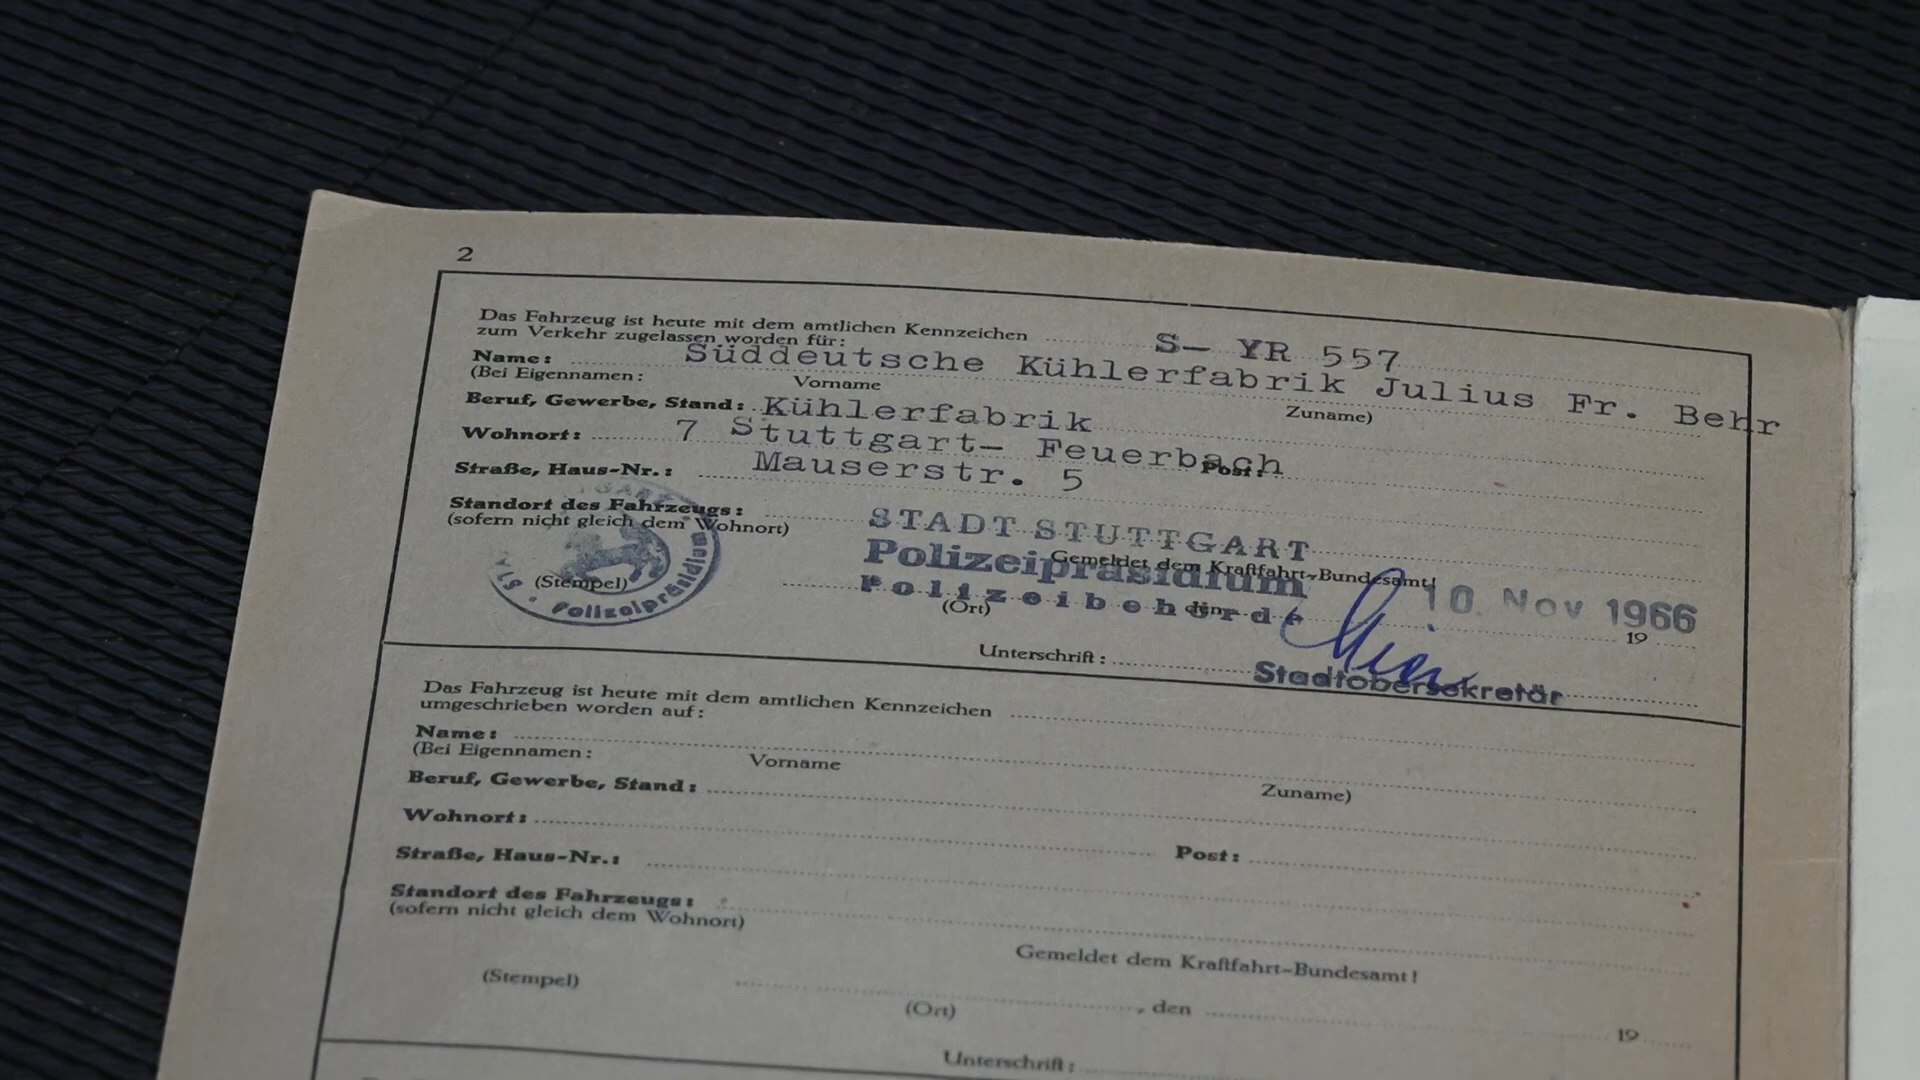 2
Das Fahrzeug ist heute mit dem amtlichen Kennzeichen S- YR 557
zum Verkehr zugelassen worden für:
Name: Süddeutsche Kühlerfabrik Julius Fr. Behr
(Bei Eigennamen: Vorname Zuname)
Beruf, Gewerbe, Stand: Kühlerfabrik
Wohnort: 7 Stuttgart- Feuerbach Post:
Straße, Haus-Nr.: Mauserstr. 5
Standort des Fahrzeugs:
(sofern nicht gleich dem Wohnort)
STADT STUTTGART
Polizeipräsidium
Gemeldet dem Kraftfahrt-Bundesamt!
Polizeibehörde
10. Nov 1966
(Stempel)
Polizeipräsidium
(Ort) den 19
Unterschrift:
Stadtobersekretär
Das Fahrzeug ist heute mit dem amtlichen Kennzeichen
umgeschrieben worden auf:
Name:
(Bei Eigennamen: Vorname Zuname)
Beruf, Gewerbe, Stand:
Wohnort: Post:
Straße, Haus-Nr.:
Standort des Fahrzeugs:
(sofern nicht gleich dem Wohnort)
Gemeldet dem Kraftfahrt-Bundesamt!
(Stempel)
(Ort) , den 19
Unterschrift: